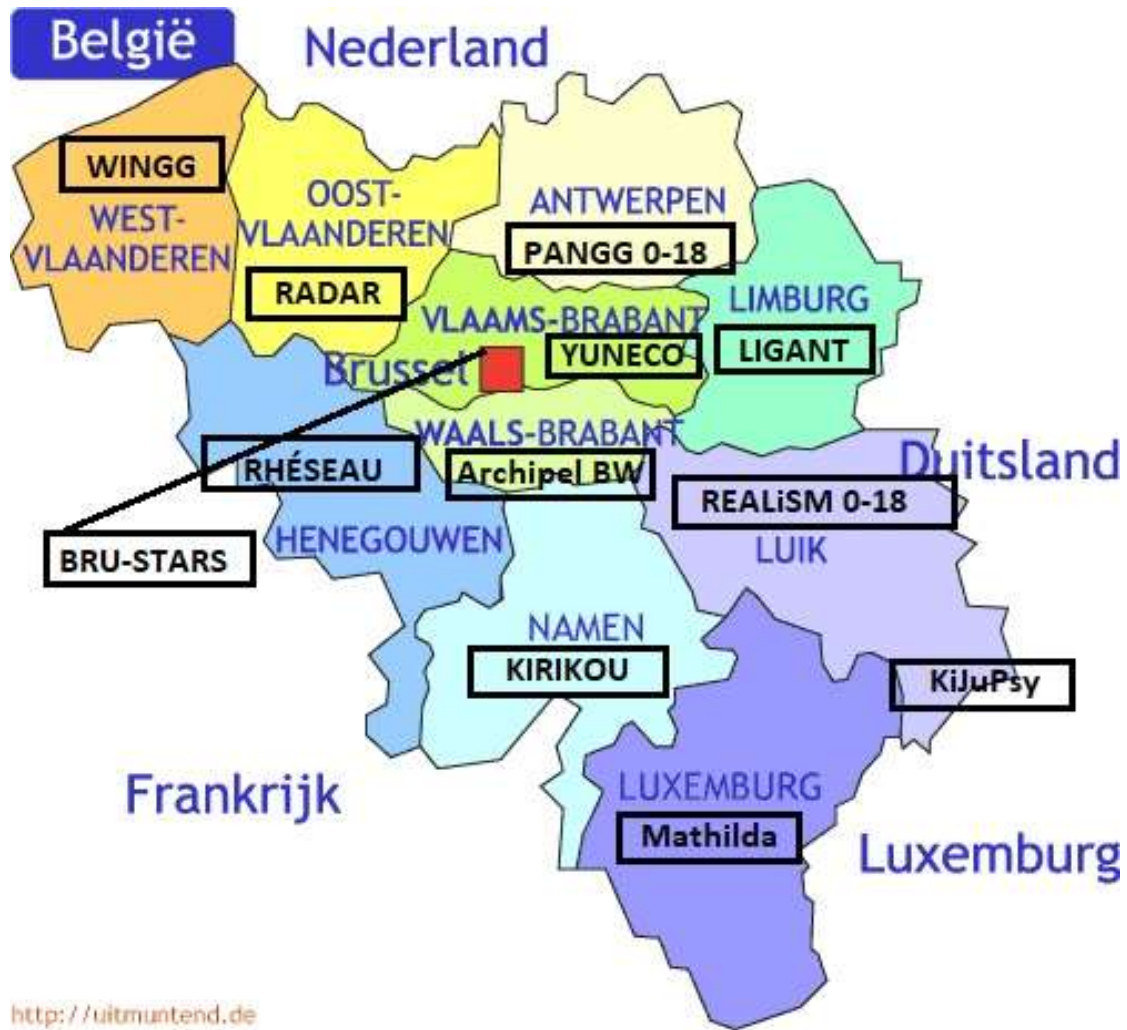 België
Nederland
WINGG
WEST-
VLAANDEREN
OOST-
VLAANDEREN
RADAR
ANTWERPEN
PANGG 0-18
VLAAMS-BRABANT
YUNECO
LIMBURG
LIGANT
Brussel
WAALS-BRABANT
Archipel BW
RHÉSEAU
HENEGOUWEN
BRU-STARS
Duitsland
REALiSM 0-18
LUIK
NAMEN
KIRIKOU
KiJuPsy
Frankrijk
LUXEMBURG
Mathilda
Luxemburg
http://uitmuntend.de